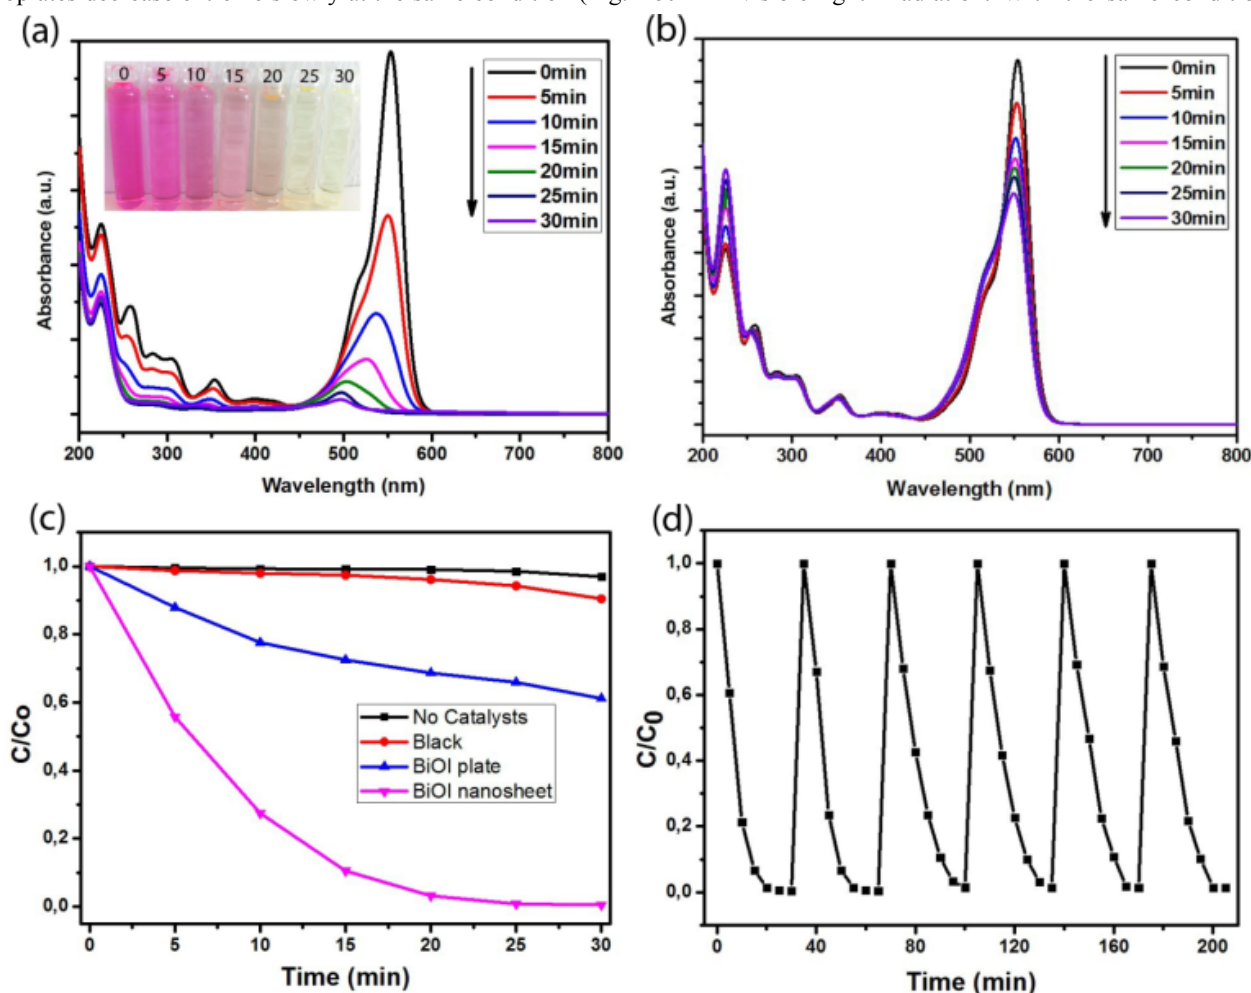 (a)
0 5 10 15 20 25 30
0min
5min
10min
15min
20min
25min
30min
Absorbance (a.u.)
200 300 400 500 600 700 800
Wavelength (nm)
(b)
0min
5min
10min
15min
20min
25min
30min
Absorbance (a.u.)
200 300 400 500 600 700 800
Wavelength (nm)
(c)
1,0
0,8
0,6
0,4
0,2
0,0
C/Co
No Catalysts
Black
BiOI plate
BiOI nanosheet
0 5 10 15 20 25 30
Time (min)
(d)
1,0
0,8
0,6
0,4
0,2
0,0
C/C0
0 40 80 120 160 200
Time (min)